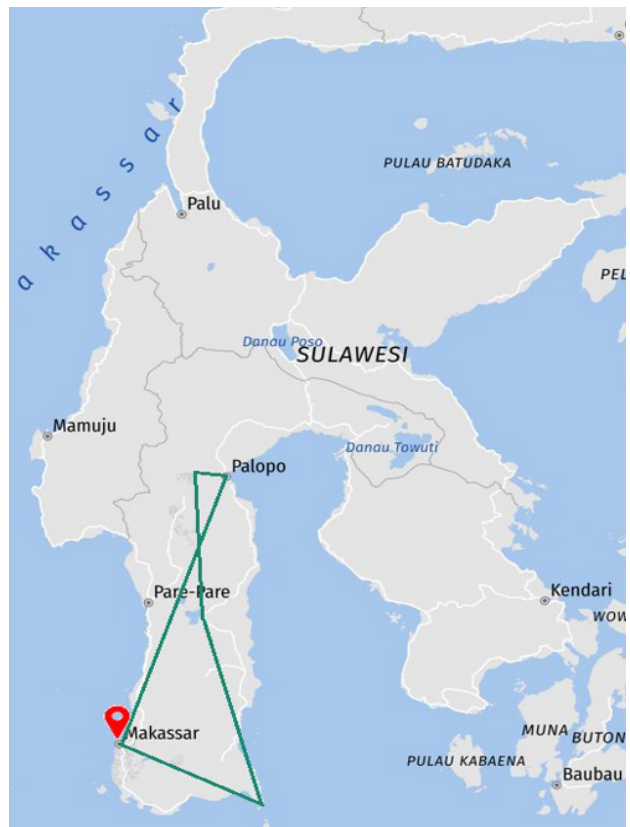 akassar
PULAU BATUDAKA
Palu
PEL
Danau Poso
SULAWESI
Mamuju
Danau Towuti
Palopo
Pare-Pare
Kendari
WOW
Makassar
MUNA
BUTON
PULAU KABAENA
Baubau